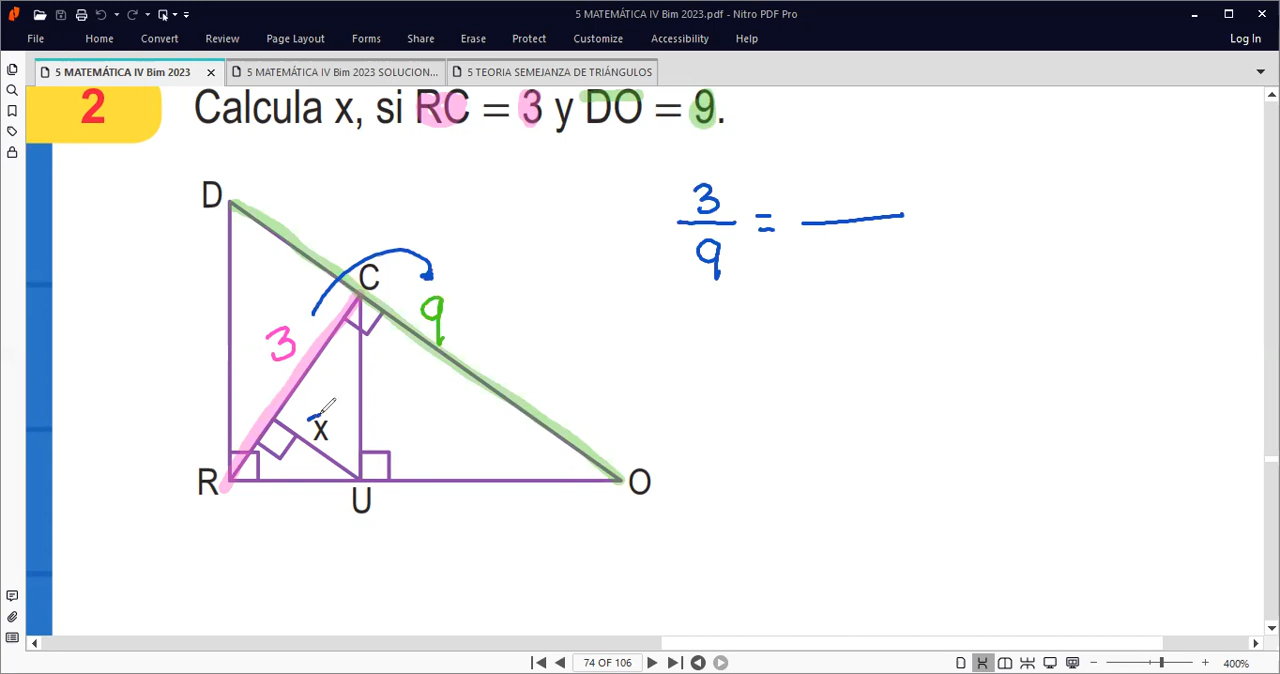 5 MATEMÁTICA IV Bim 2023.pdf - Nitro PDF Pro
File Home Convert Review Page Layout Forms Share Erase Protect Customize Accessibility Help Log In
5 MATEMÁTICA IV Bim 2023 5 MATEMÁTICA IV Bim 2023 SOLUCION... 5 TEORIA SEMEJANZA DE TRIÁNGULOS
2 Calcula x, si RC = 3 y DO = 9.
D
3
=
9
C
9
3
x
R
O
U
74 OF 106
400%